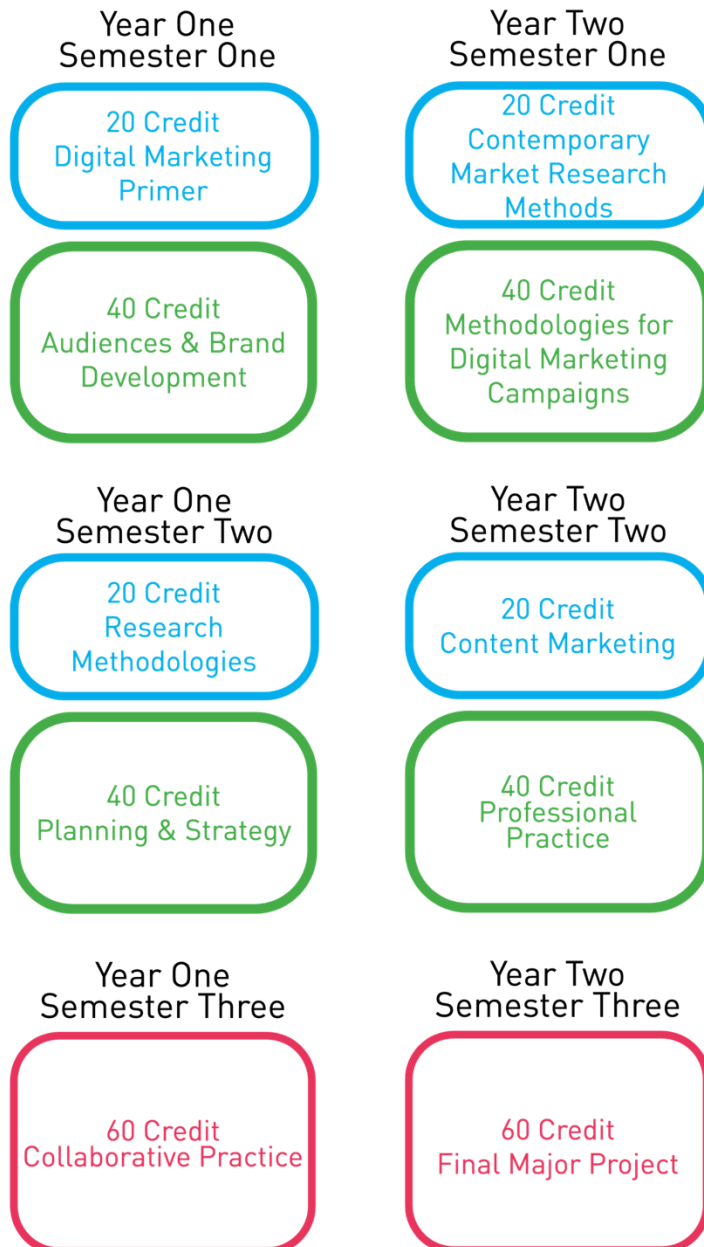 Year One
Semester One
20 Credit
Digital Marketing
Primer
40 Credit
Audiences & Brand
Development
Year Two
Semester One
20 Credit
Contemporary
Market Research
Methods
40 Credit
Methodologies for
Digital Marketing
Campaigns
Year One
Semester Two
20 Credit
Research
Methodologies
40 Credit
Planning & Strategy
Year Two
Semester Two
20 Credit
Content Marketing
40 Credit
Professional
Practice
Year One
Semester Three
60 Credit
Collaborative Practice
Year Two
Semester Three
60 Credit
Final Major Project